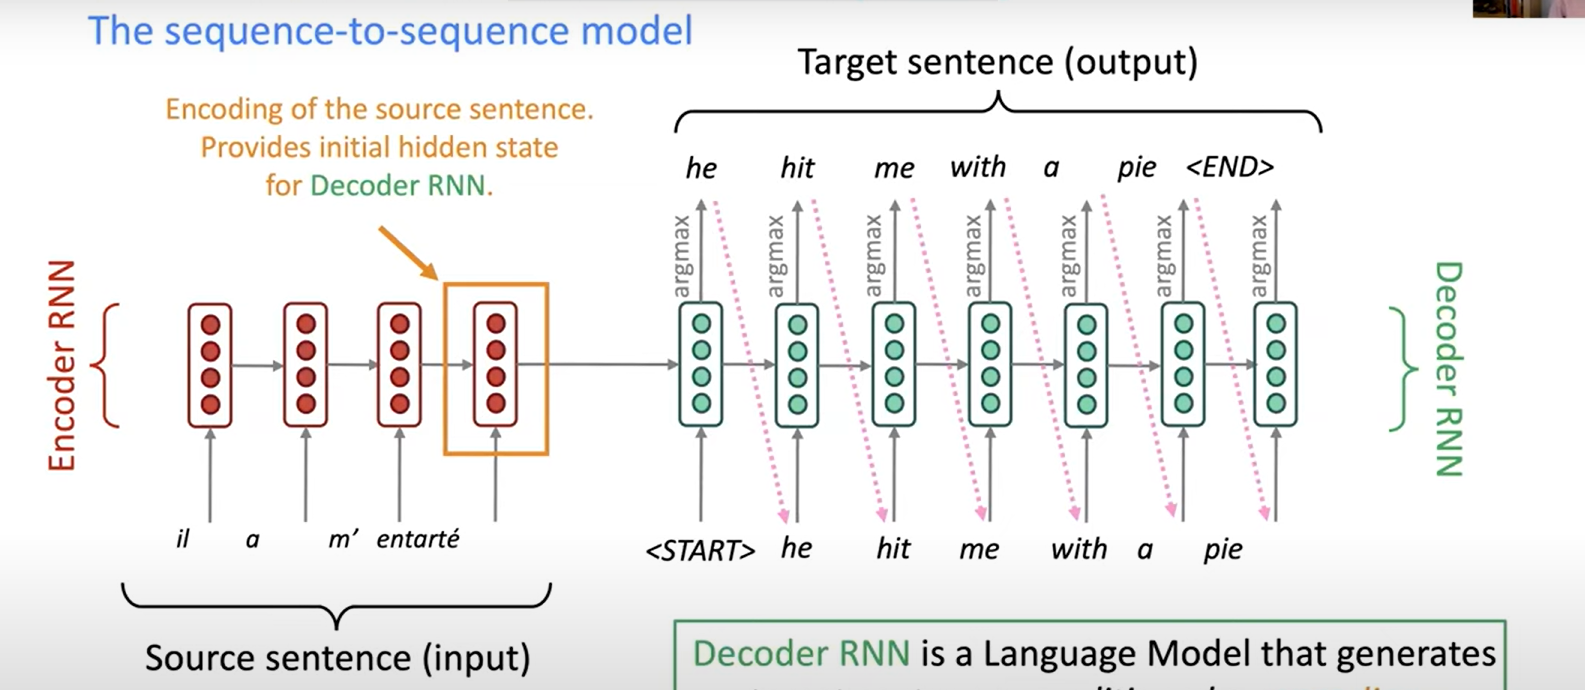 The sequence-to-sequence model
Target sentence (output)
Encoding of the source sentence.
Provides initial hidden state
for Decoder RNN.
he hit me with a pie <END>
argmax argmax argmax argmax argmax argmax argmax
Encoder RNN
Decoder RNN
il a m’ entarté
<START> he hit me with a pie
Source sentence (input)
Decoder RNN is a Language Model that generates